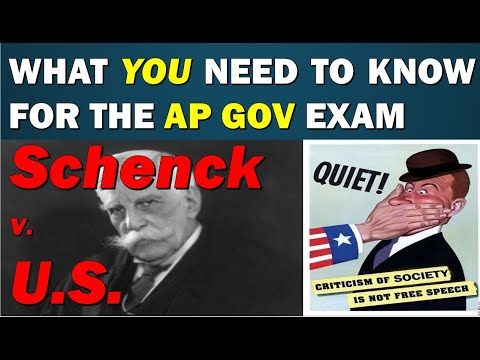 WHAT YOU NEED TO KNOW
FOR THE AP GOV EXAM
Schenck
v.
U.S.
QUIET!
CRITICISM OF SOCIETY
IS NOT FREE SPEECH